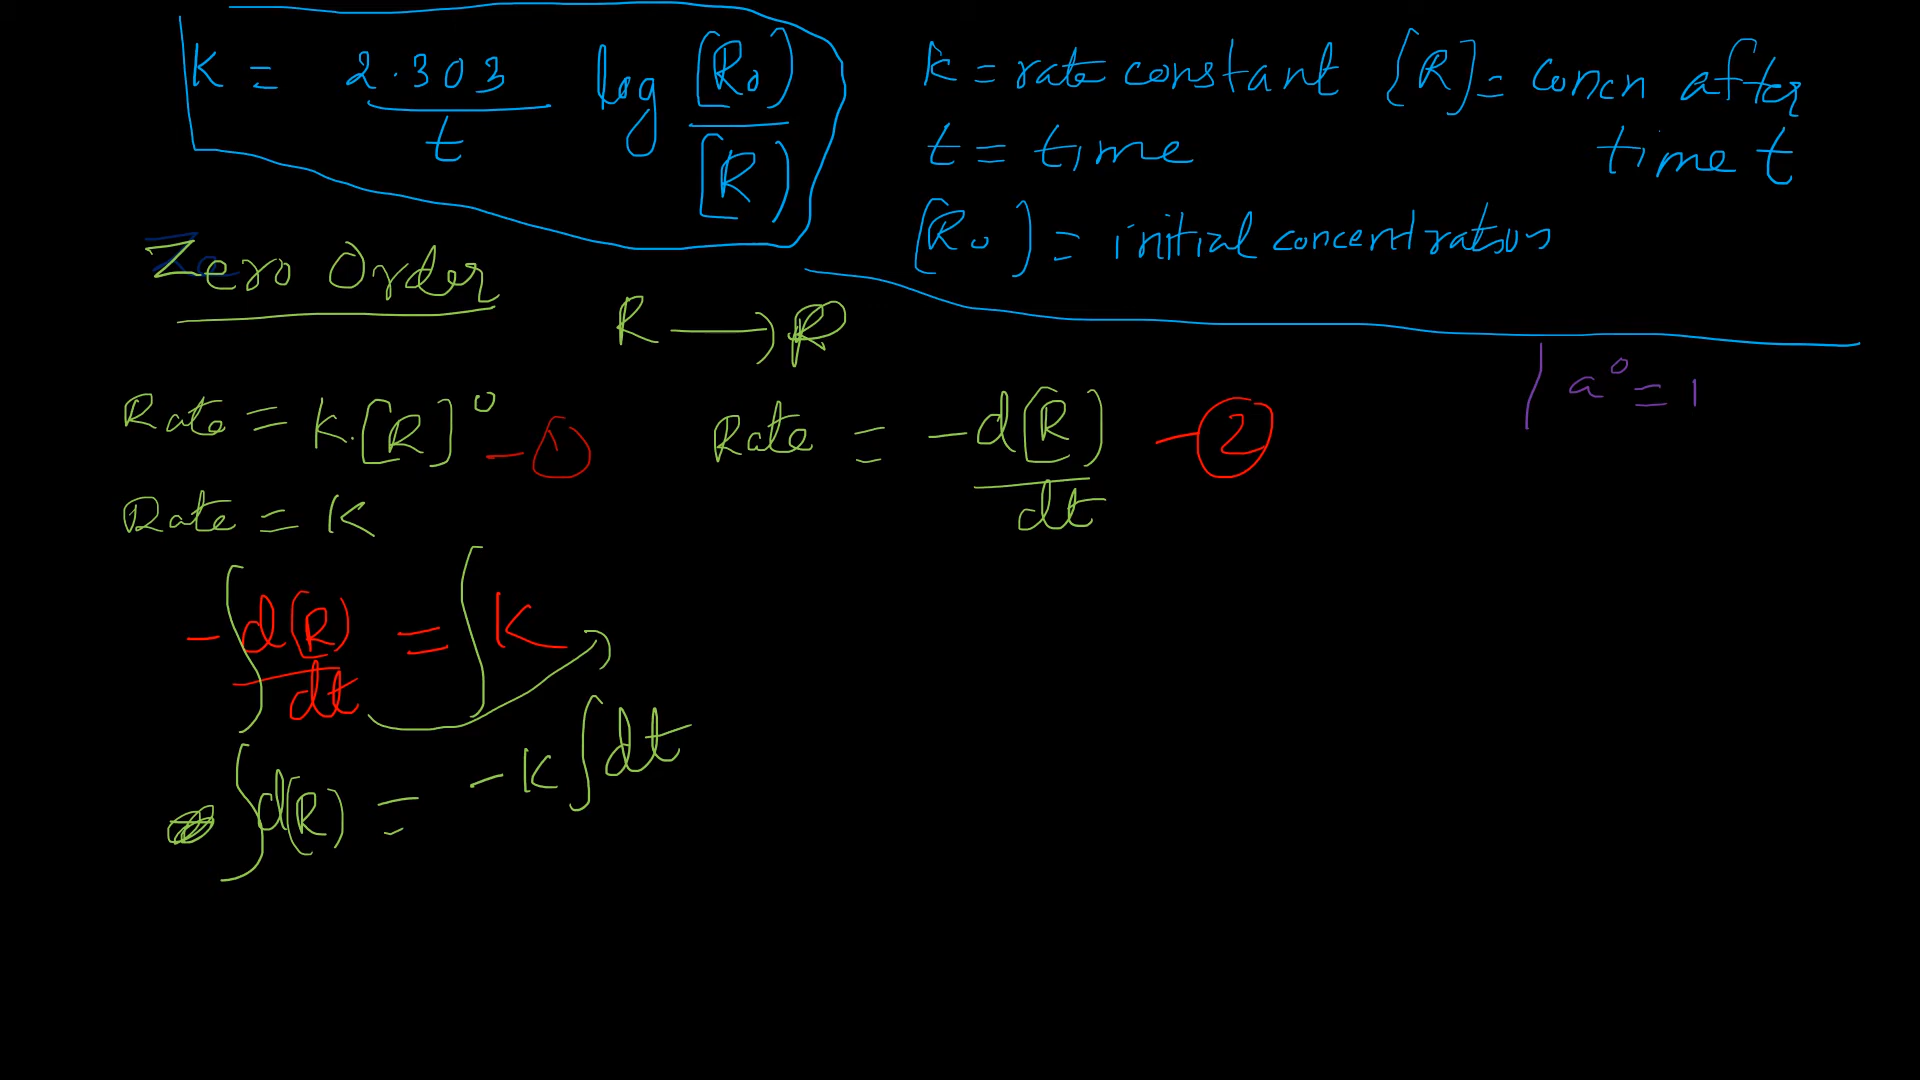 K = 2.303 / t log [R₀] / [R]
k = rate constant [R] = concn after time t
t = time
[R₀] = initial concentration
Zero Order
R → P
a⁰ = 1
Rate = k.[R]⁰ - ①
Rate = -d[R] / dt - ②
Rate = K
-∫d[R] / dt = ∫K
∫d[R] = -K∫dt